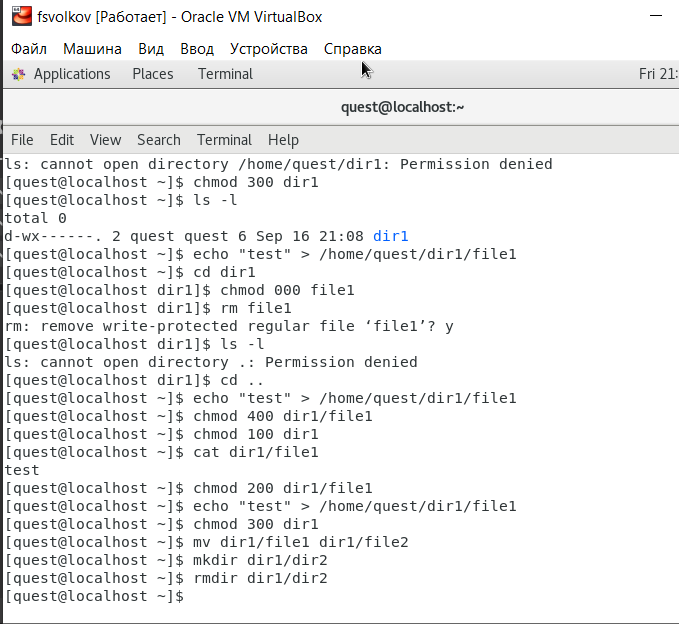 fsvolkov [Работает] - Oracle VM VirtualBox
Файл Машина Вид Ввод Устройства Справка
Applications Places Terminal Fri 21:
quest@localhost:~
File Edit View Search Terminal Help
ls: cannot open directory /home/quest/dir1: Permission denied
[quest@localhost ~]$ chmod 300 dir1
[quest@localhost ~]$ ls -l
total 0
d-wx------. 2 quest quest 6 Sep 16 21:08 dir1
[quest@localhost ~]$ echo "test" > /home/quest/dir1/file1
[quest@localhost ~]$ cd dir1
[quest@localhost dir1]$ chmod 000 file1
[quest@localhost dir1]$ rm file1
rm: remove write-protected regular file ‘file1’? y
[quest@localhost dir1]$ ls -l
ls: cannot open directory .: Permission denied
[quest@localhost dir1]$ cd ..
[quest@localhost ~]$ echo "test" > /home/quest/dir1/file1
[quest@localhost ~]$ chmod 400 dir1/file1
[quest@localhost ~]$ chmod 100 dir1
[quest@localhost ~]$ cat dir1/file1
test
[quest@localhost ~]$ chmod 200 dir1/file1
[quest@localhost ~]$ echo "test" > /home/quest/dir1/file1
[quest@localhost ~]$ chmod 300 dir1
[quest@localhost ~]$ mv dir1/file1 dir1/file2
[quest@localhost ~]$ mkdir dir1/dir2
[quest@localhost ~]$ rmdir dir1/dir2
[quest@localhost ~]$